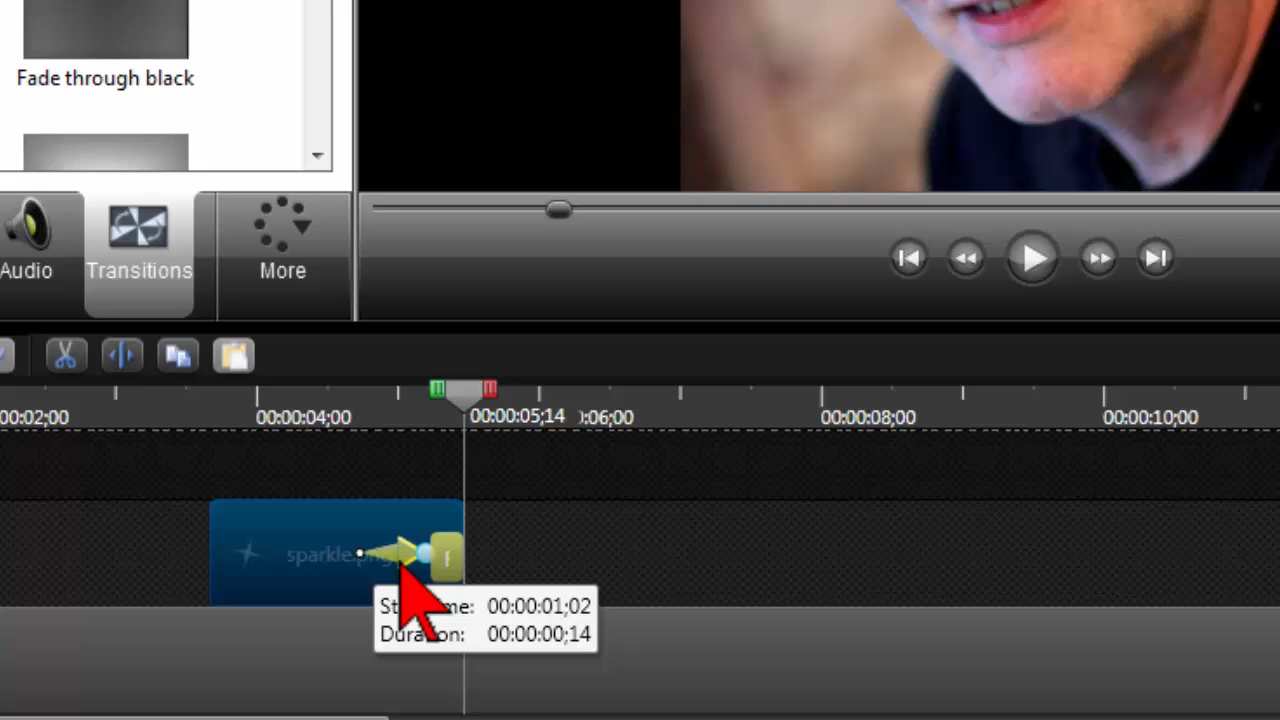 Fade through black
Audio
Transitions
More
00:00:02;00
00:00:04;00
00:00:05;14
:06;00
00:00:08;00
00:00:10;00
sparkle.png
00:00:01;02
Duration: 00:00:00;14